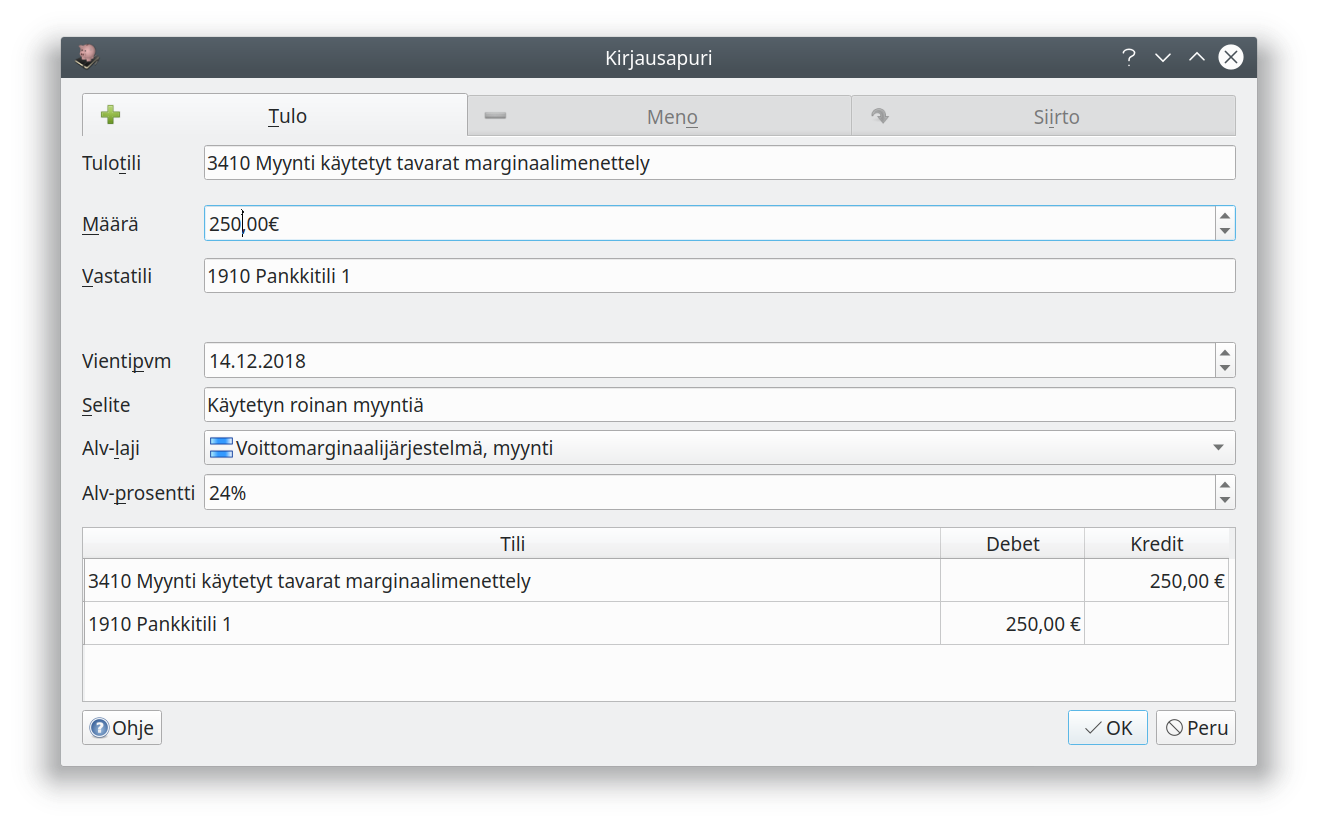 Kirjausapuri
Tulo Meno Siirto
Tulotili 3410 Myynti käytetyt tavarat marginaalimenettely
Määrä 250,00€
Vastatili 1910 Pankkitili 1
Vientipvm 14.12.2018
Selite Käytetyn roinan myyntiä
Alv-laji Voittomarginaalijärjestelmä, myynti
Alv-prosentti 24%
Tili Debet Kredit
3410 Myynti käytetyt tavarat marginaalimenettely 250,00 €
1910 Pankkitili 1 250,00 €
Ohje OK Peru